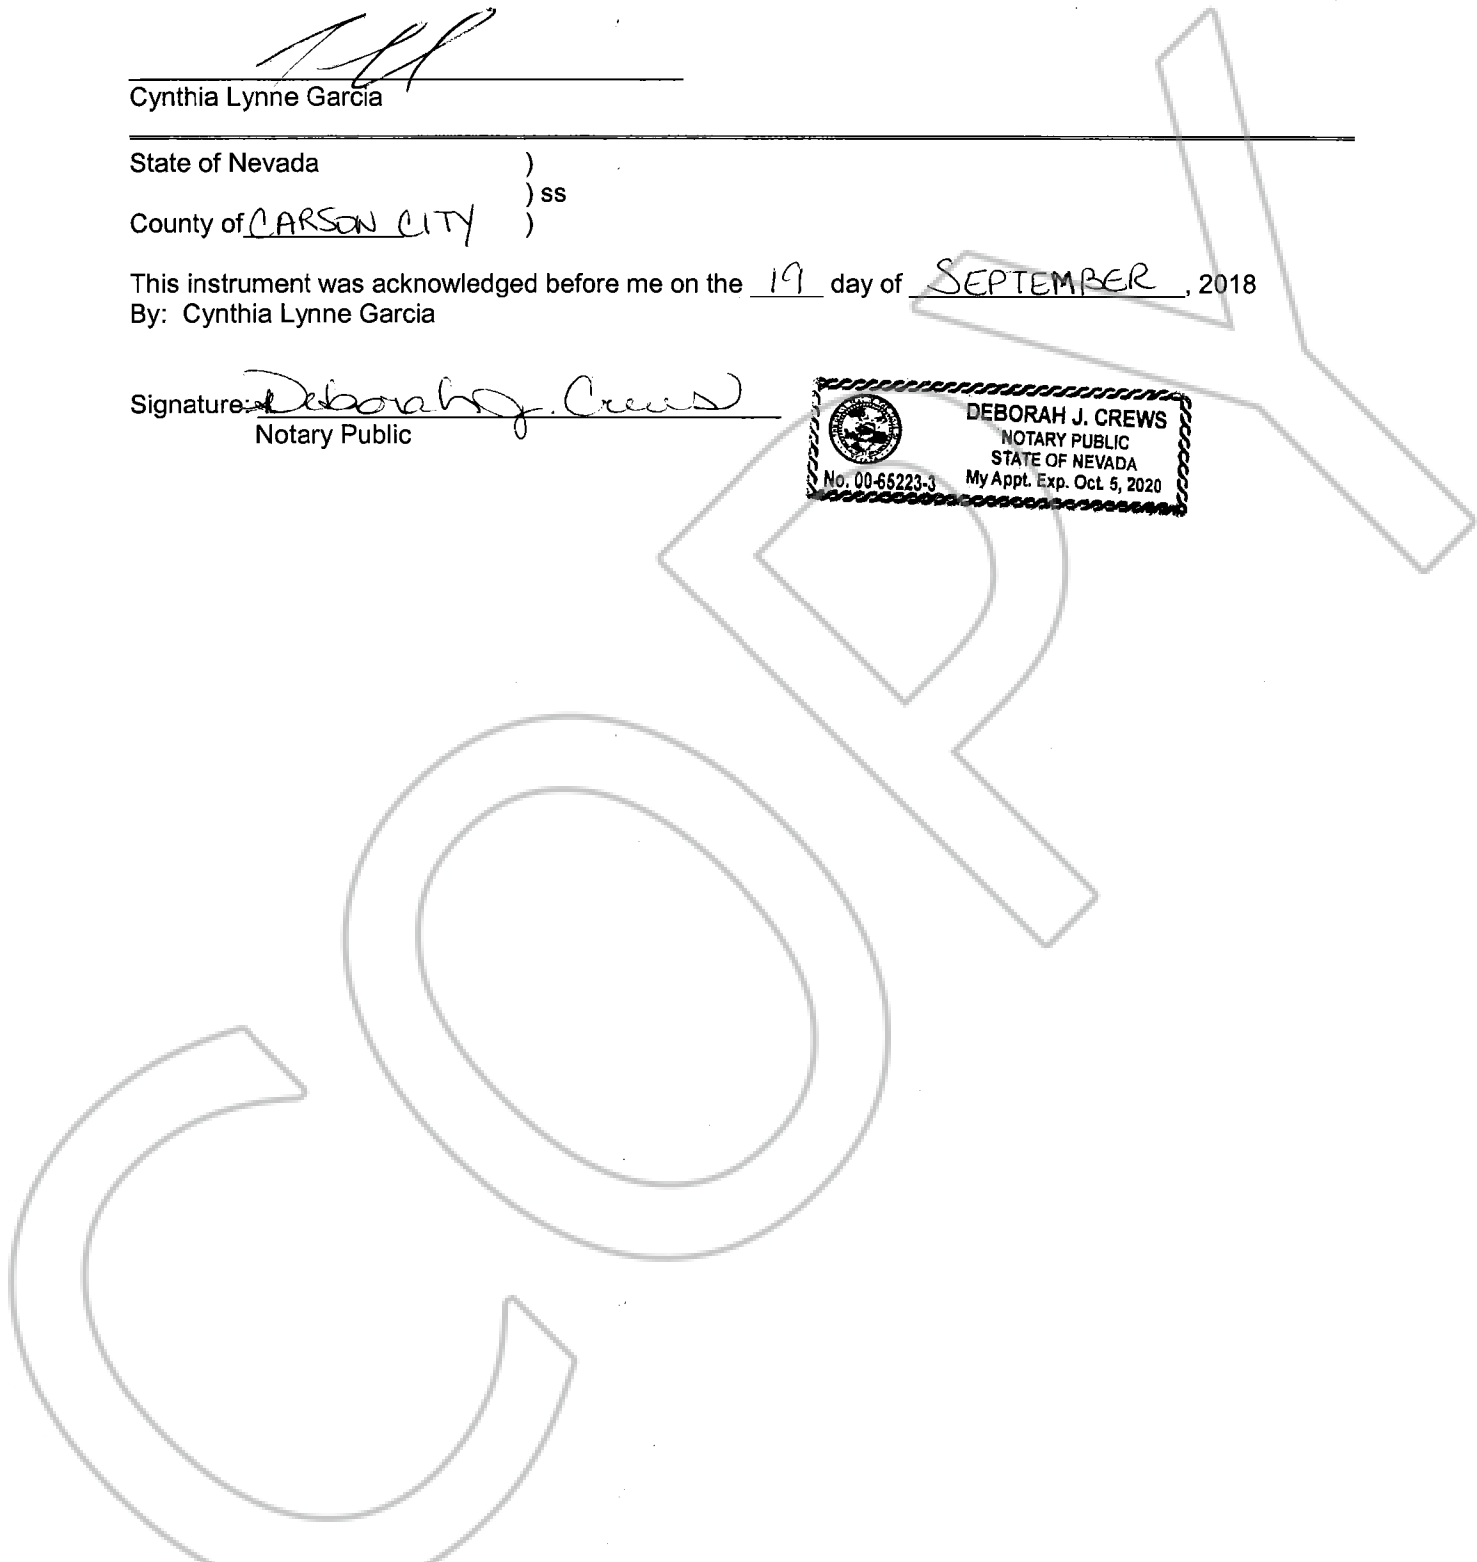 Cynthia Lynne Garcia
State of Nevada )
) ss
County of CARSON CITY )
This instrument was acknowledged before me on the 19 day of SEPTEMBER, 2018
By: Cynthia Lynne Garcia
Signature: Deborah J. Crews
Notary Public
DEBORAH J. CREWS
NOTARY PUBLIC
STATE OF NEVADA
No. 00-65223-3 My Appt. Exp. Oct. 5, 2020
COPY